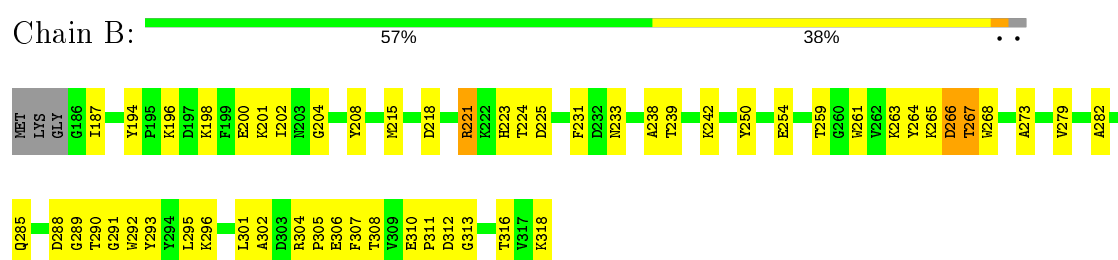 Chain B:
57% 38% • •
MET LYS GLY G186 I187 Y194 P195 K196 D197 K198 F199 E200 K201 I202 N203 G204 Y208 M215 D218 R221 K222 H223 T224 D225 F231 D232 N233 A238 T239 K242 Y250 E254 T259 G260 W261 V262 K263 Y264 K265 D266 T267 W268 A273 V279 A282
Q285 D288 G289 T290 G291 W292 Y293 Y294 L295 K296 L301 A302 D303 R304 P305 E306 F307 T308 V309 E310 P311 D312 G313 T316 V317 K318